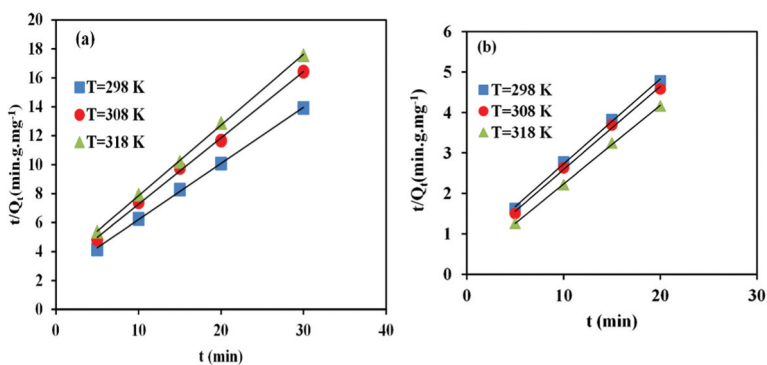 (a)
20
18
16
14
12
10
8
6
4
2
0
t/Qₜ(min.g.mg⁻¹)
T=298 K
T=308 K
T=318 K
0 10 20 30 40
t (min)
(b)
6
5
4
3
2
1
0
t/Qₜ(min.g.mg⁻¹)
T=298 K
T=308 K
T=318 K
0 10 20 30
t (min)